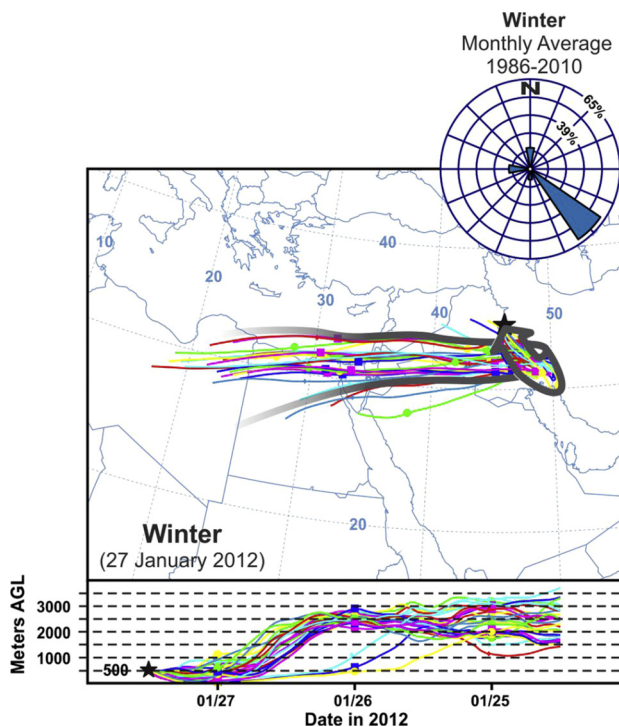 Winter
Monthly Average
1986-2010
N
65%
39%
10
20
30
40
40
50
20
Winter
(27 January 2012)
Meters AGL
3000
2000
1000
500
01/27
01/26
01/25
Date in 2012